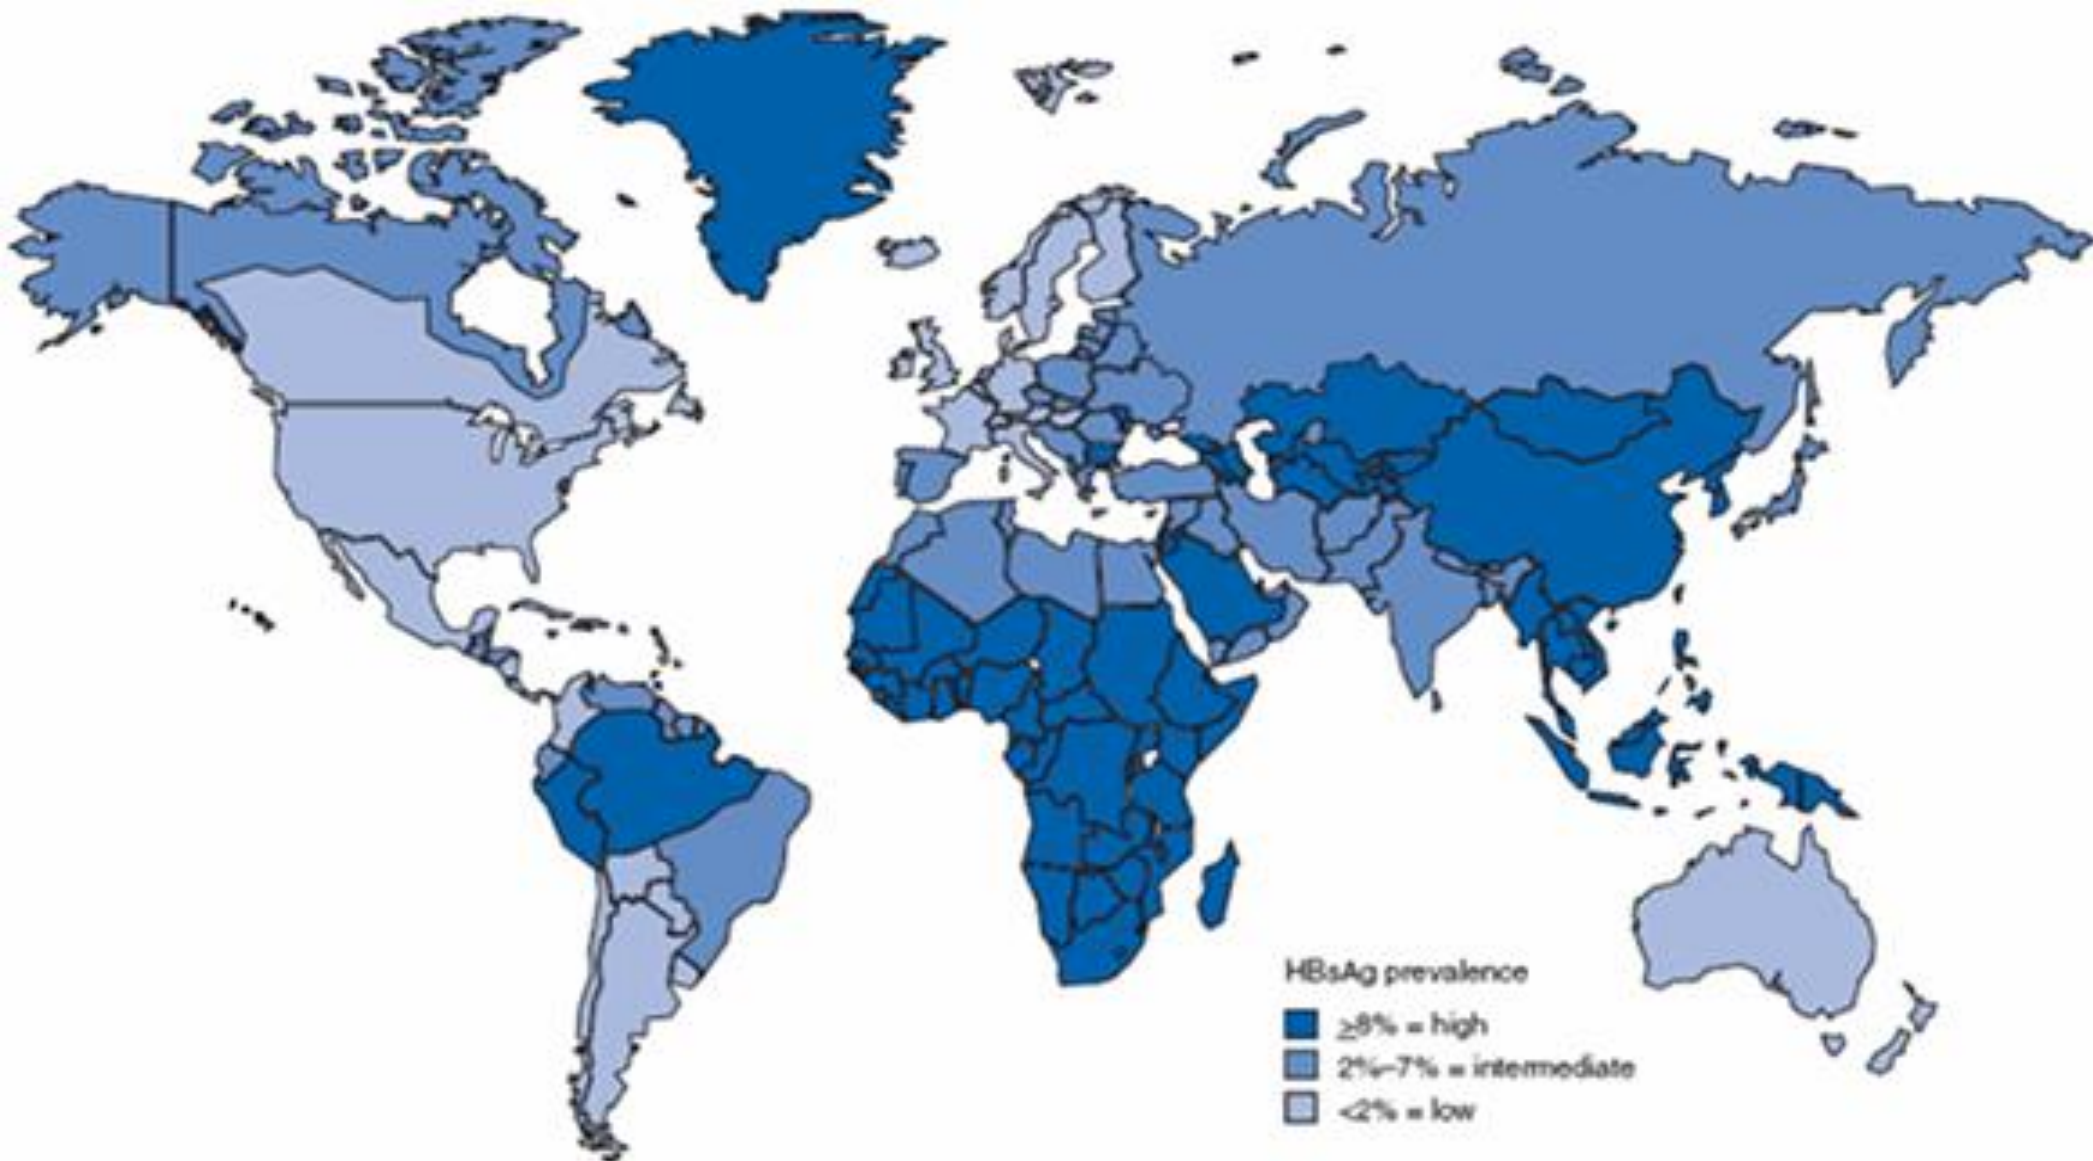 HBsAg prevalence
≥8% = high
2%–7% = intermediate
<2% = low